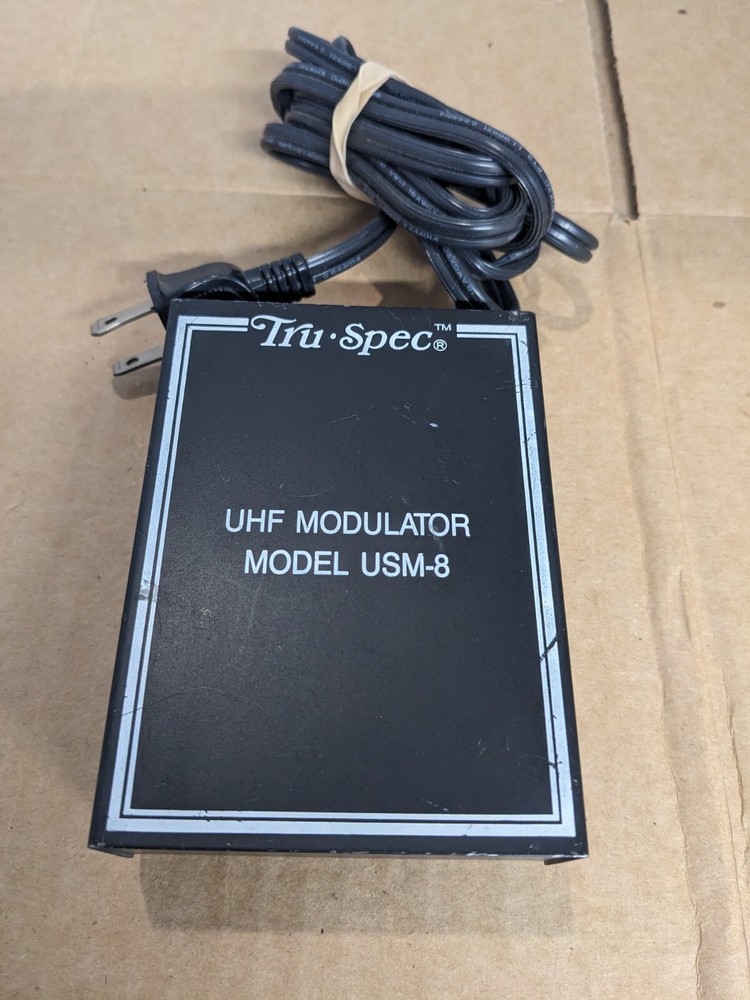 Tru·Spec™®
UHF MODULATOR
MODEL USM-8